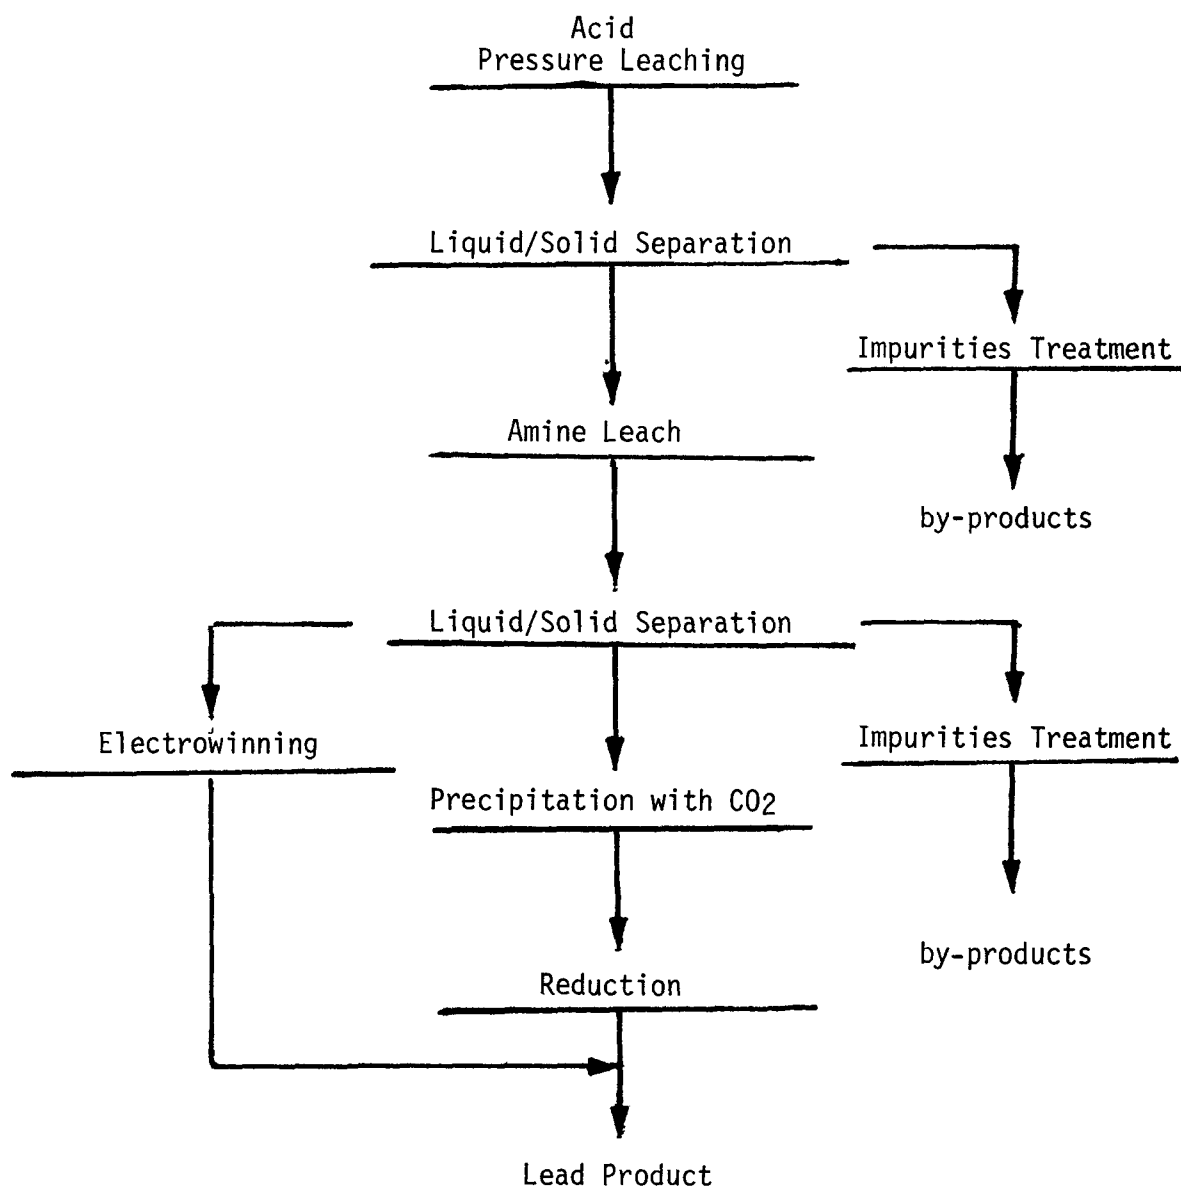 Acid
Pressure Leaching
Liquid/Solid Separation
Impurities Treatment
Amine Leach
by-products
Liquid/Solid Separation
Electrowinning
Impurities Treatment
Precipitation with CO2
by-products
Reduction
Lead Product